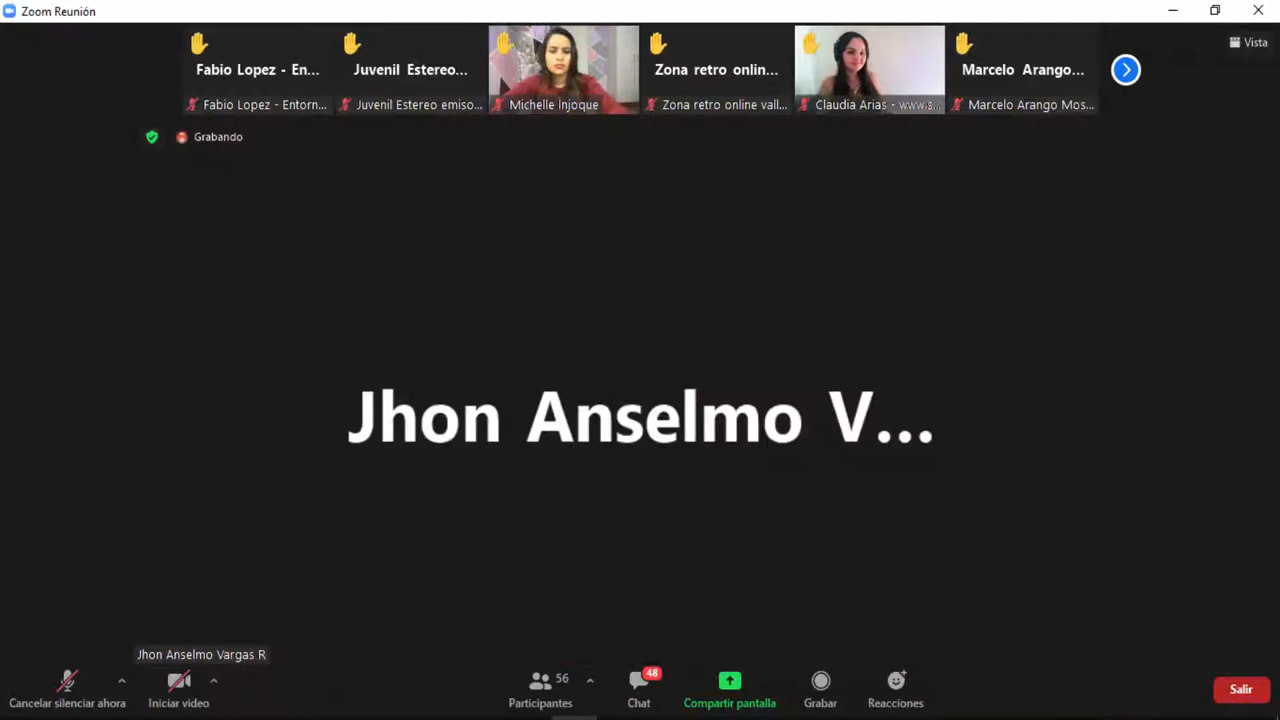 Zoom Reunión
Fabio Lopez - En...
Juvenil Estereo...
Zona retro onlin...
Marcelo Arango...
Vista
Fabio Lopez - Entorn...
Juvenil Estereo emiso...
Michelle Injoque
Zona retro online vall...
Claudia Arias - www.s...
Marcelo Arango Mos...
Grabando
Jhon Anselmo V...
Jhon Anselmo Vargas R
56
48
Cancelar silenciar ahora
Iniciar video
Participantes
Chat
Compartir pantalla
Grabar
Reacciones
Salir